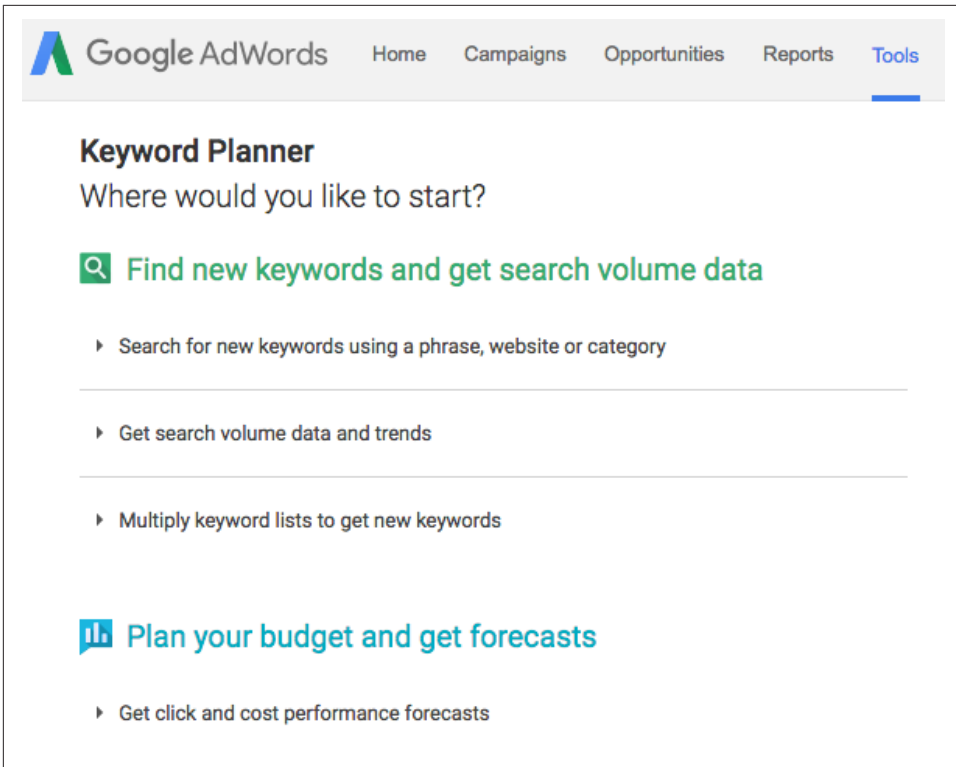 Google AdWords Home Campaigns Opportunities Reports Tools
Keyword Planner
Where would you like to start?
Find new keywords and get search volume data
Search for new keywords using a phrase, website or category
Get search volume data and trends
Multiply keyword lists to get new keywords
Plan your budget and get forecasts
Get click and cost performance forecasts